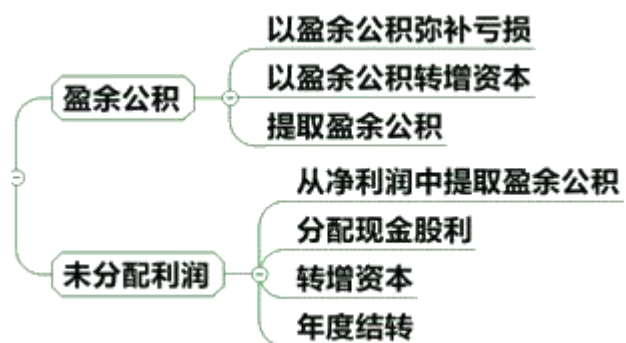 盈余公积
以盈余公积弥补亏损
以盈余公积转增资本
提取盈余公积
未分配利润
从净利润中提取盈余公积
分配现金股利
转增资本
年度结转